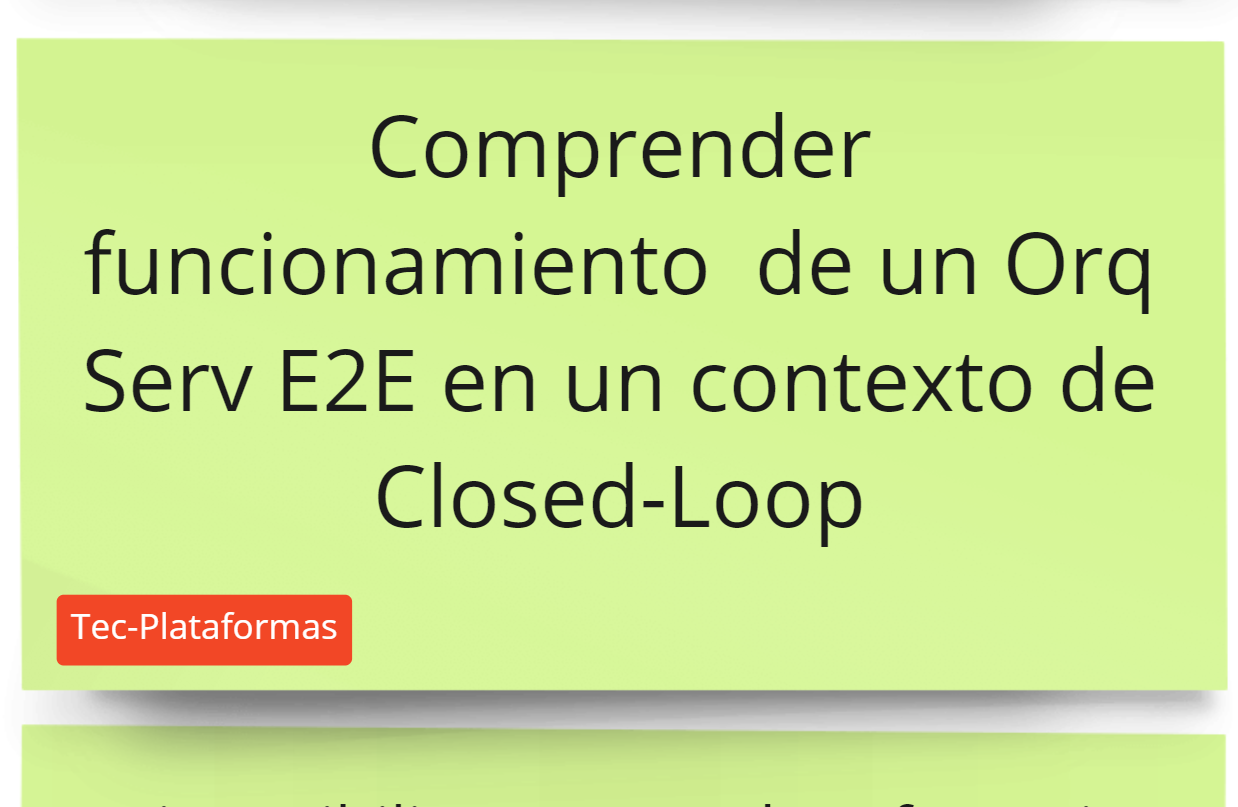 Comprender
funcionamiento  de un Orq
Serv E2E en un contexto de
Closed-Loop
Tec-Plataformas